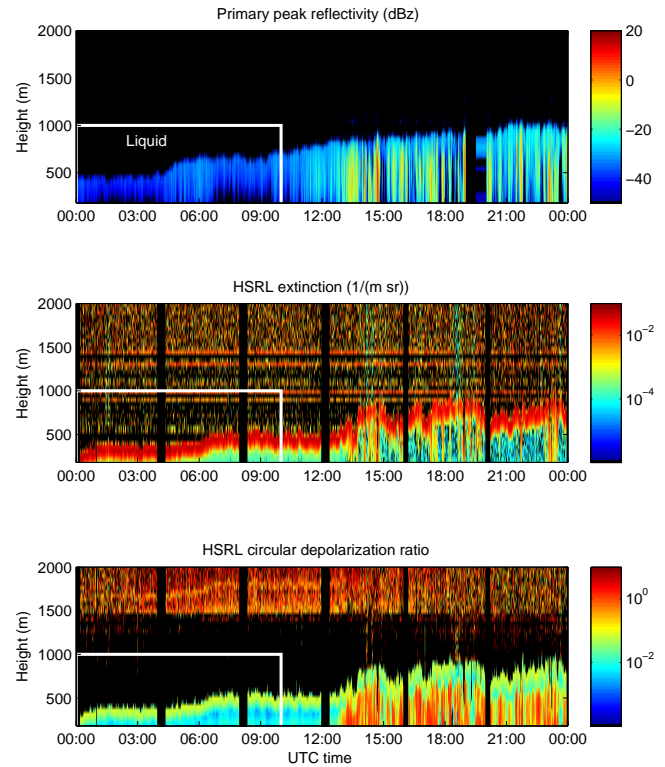 Primary peak reflectivity (dBz)
2000
1500
1000
500
Height (m)
Liquid
00:00 03:00 06:00 09:00 12:00 15:00 18:00 21:00 00:00
20
0
−20
−40
HSRL extinction (1/(m sr))
2000
1500
1000
500
Height (m)
00:00 03:00 06:00 09:00 12:00 15:00 18:00 21:00 00:00
10^−2
10^−4
HSRL circular depolarization ratio
2000
1500
1000
500
Height (m)
00:00 03:00 06:00 09:00 12:00 15:00 18:00 21:00 00:00
UTC time
10^0
10^−2